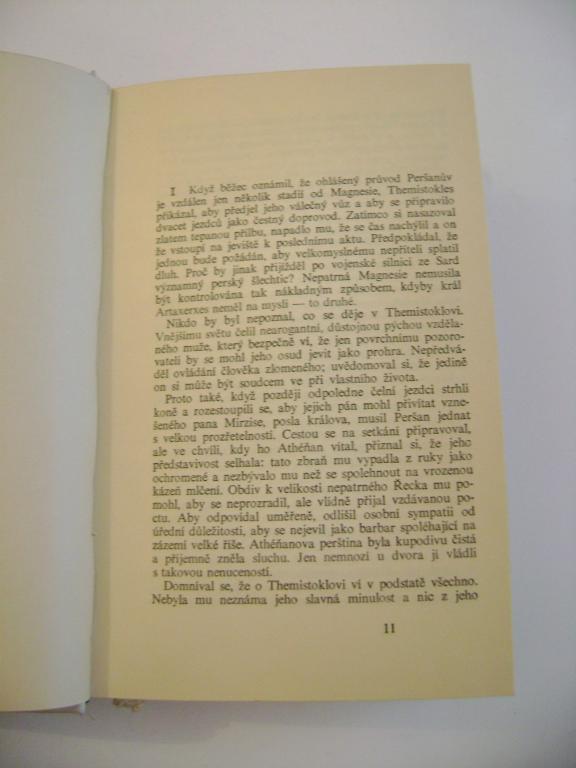 I Když běžec oznámil, že ohlášený průvod Peršanův
je vzdálen jen několik stadií od Magnesie, Themistokles
přikázal, aby předjel jeho válečný vůz a aby se připravilo
dvacet jezdců jako čestný doprovod. Zatímco si nasazoval
zlatem tepanou přilbu, napadlo mu, že se čas nachýlil a on
že vstoupí na jeviště k poslednímu aktu. Předpokládal, že
jednou bude požádán, aby velkomyslnému nepříteli splatil
dluh. Proč by jinak přijížděl po vojenské silnici ze Sard
významný perský šlechtic? Nepatrná Magnesie nemusila
být kontrolována tak nákladným způsobem, kdyby král
Artaxerxes neměl na mysli — to druhé.
Nikdo by byl nepoznal, co se děje v Themistoklovi.
Vnějšímu světu čelil nearogantní, důstojnou pýchou vzděla-
ného muže, který bezpečně ví, že jen povrchnímu pozoro-
vateli by se mohl jeho osud jevit jako prohra. Nepředvá-
děl ovládání člověka zlomeného; uvědomoval si, že jedině
on si může být soudcem ve při vlastního života.
Proto také, když později odpoledne čelní jezdci strhli
koně a rozestoupili se, aby jejich pán mohl přivítat vzne-
šeného pana Mirzise, posla králova, musil Peršan jednat
s velkou prozřetelností. Cestou se na setkání připravoval,
ale ve chvíli, kdy ho Athéňan vítal, přiznal si, že jeho
představivost selhala: tato zbraň mu vypadla z ruky jako
ochromené a nezbývalo mu než se spolehnout na vrozenou
kázeň mlčení. Obdiv k velikosti nepatrného Řecka mu po-
mohl, aby se neprozradil, ale vlídně přijal vzdávanou po-
ctu. Aby odpovídal uměřeně, odlišil osobní sympatii od
úřední důležitosti, aby se nejevil jako barbar spoléhající na
zázemí velké říše. Athéňanova perština byla kupodivu čistá
a příjemně zněla sluchu. Jen nemnozí u dvora jí vládli
s takovou nenuceností.
Domníval se, že o Themistoklovi ví v podstatě všechno.
Nebyla mu neznáma jeho slavná minulost a nic z jeho
11